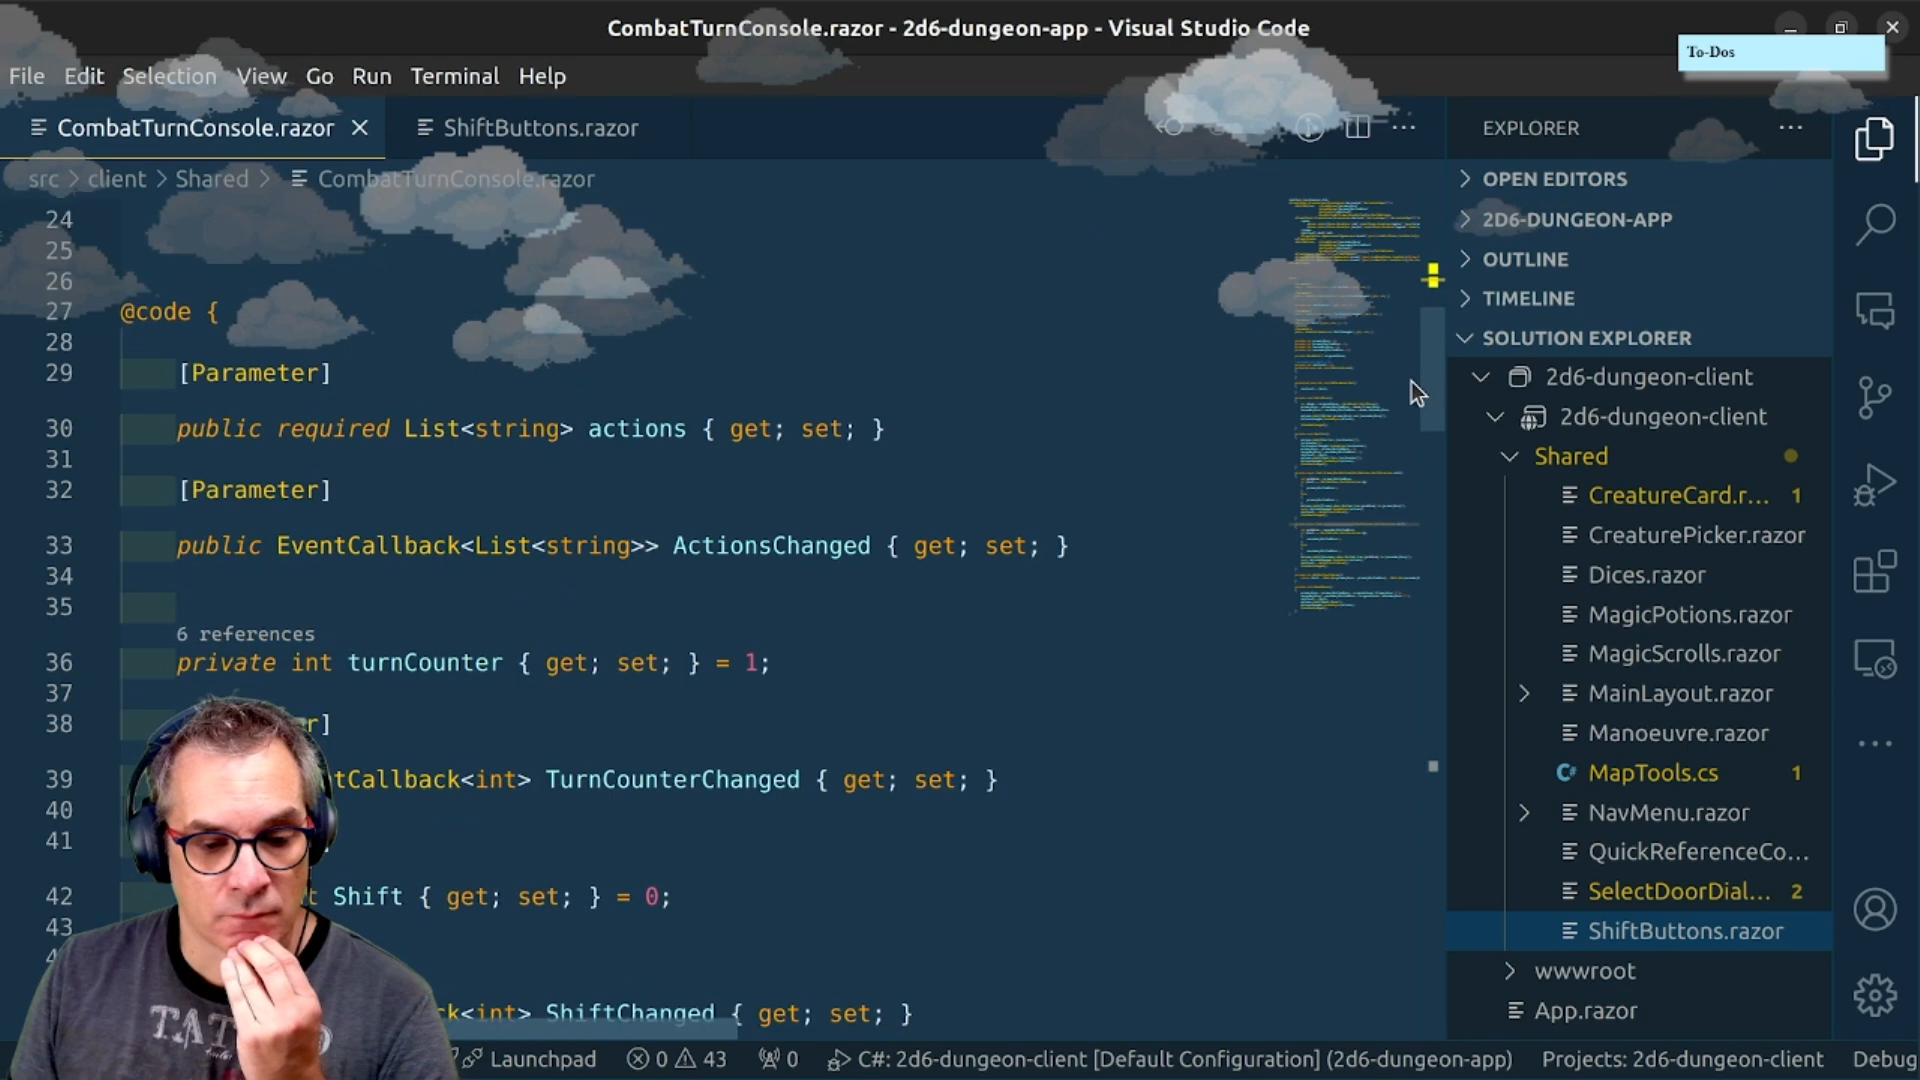 CombatTurnConsole.razor - 2d6-dungeon-app - Visual Studio Code
To-Dos
File Edit Selection View Go Run Terminal Help
CombatTurnConsole.razor
ShiftButtons.razor
src > client > Shared > CombatTurnConsole.razor
24
25
26
27 @code {
28
29 [Parameter]
30 public required List<string> actions { get; set; }
31
32 [Parameter]
33 public EventCallback<List<string>> ActionsChanged { get; set; }
34
35
6 references
36 private int turnCounter { get; set; } = 1;
37
38 r]
39 tCallback<int> TurnCounterChanged { get; set; }
40
41
42 t Shift { get; set; } = 0;
43
ck<int> ShiftChanged { get; set; }
EXPLORER
OPEN EDITORS
2D6-DUNGEON-APP
OUTLINE
TIMELINE
SOLUTION EXPLORER
2d6-dungeon-client
2d6-dungeon-client
Shared
CreatureCard.r... 1
CreaturePicker.razor
Dices.razor
MagicPotions.razor
MagicScrolls.razor
MainLayout.razor
Manoeuvre.razor
MapTools.cs 1
NavMenu.razor
QuickReferenceCo...
SelectDoorDial... 2
ShiftButtons.razor
wwwroot
App.razor
Launchpad 0 43 0 C#: 2d6-dungeon-client [Default Configuration] (2d6-dungeon-app) Projects: 2d6-dungeon-client Debug